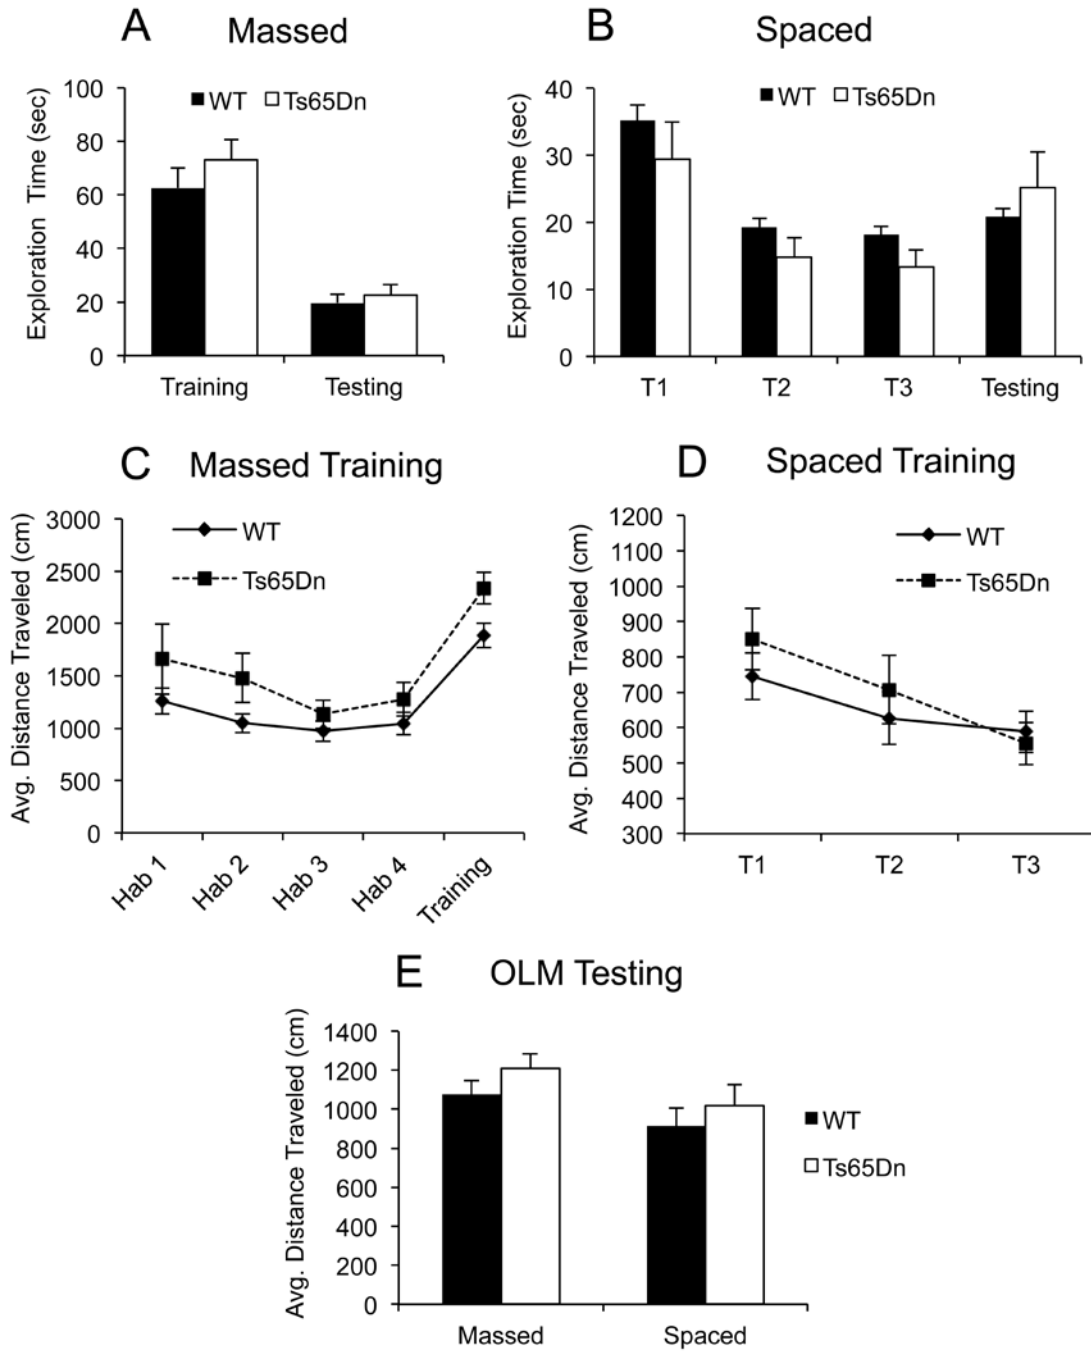 A Massed
WT Ts65Dn
Exploration Time (sec)
100
80
60
40
20
0
Training Testing
B Spaced
WT Ts65Dn
Exploration Time (sec)
40
30
20
10
0
T1 T2 T3 Testing
C Massed Training
WT
Ts65Dn
Avg. Distance Traveled (cm)
3000
2500
2000
1500
1000
500
0
Hab 1 Hab 2 Hab 3 Hab 4 Training
D Spaced Training
WT
Ts65Dn
Avg. Distance Traveled (cm)
1200
1100
1000
900
800
700
600
500
400
300
T1 T2 T3
E OLM Testing
Avg. Distance Traveled (cm)
1400
1200
1000
800
600
400
200
0
Massed Spaced
WT
Ts65Dn